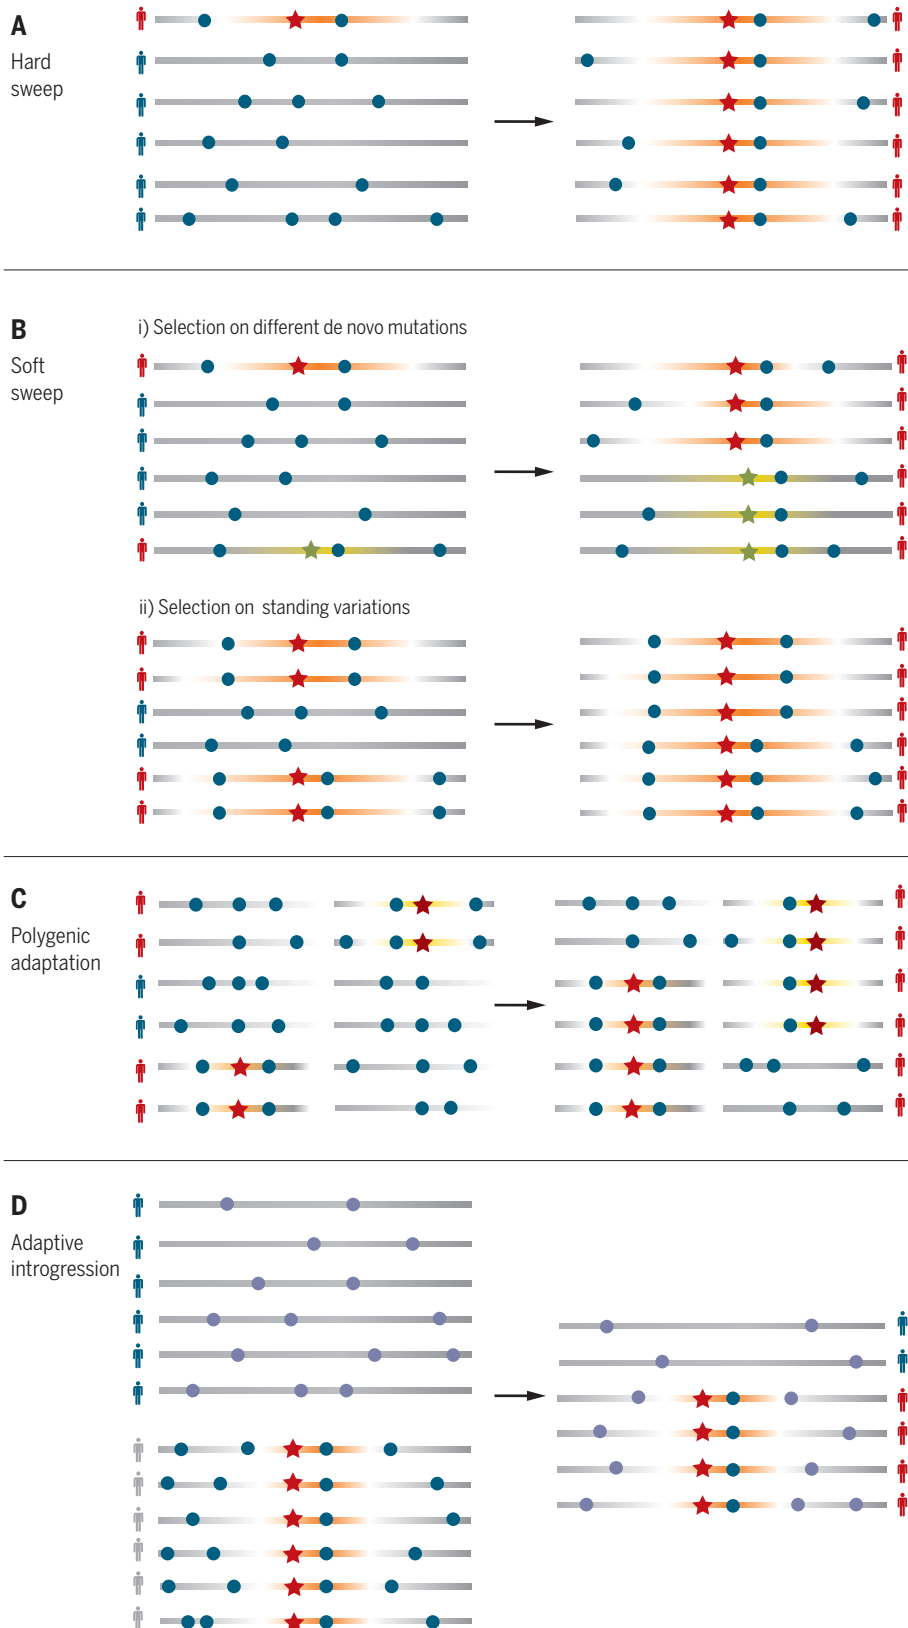 A
Hard
sweep
B
Soft
sweep
i) Selection on different de novo mutations
ii) Selection on standing variations
C
Polygenic
adaptation
D
Adaptive
introgression